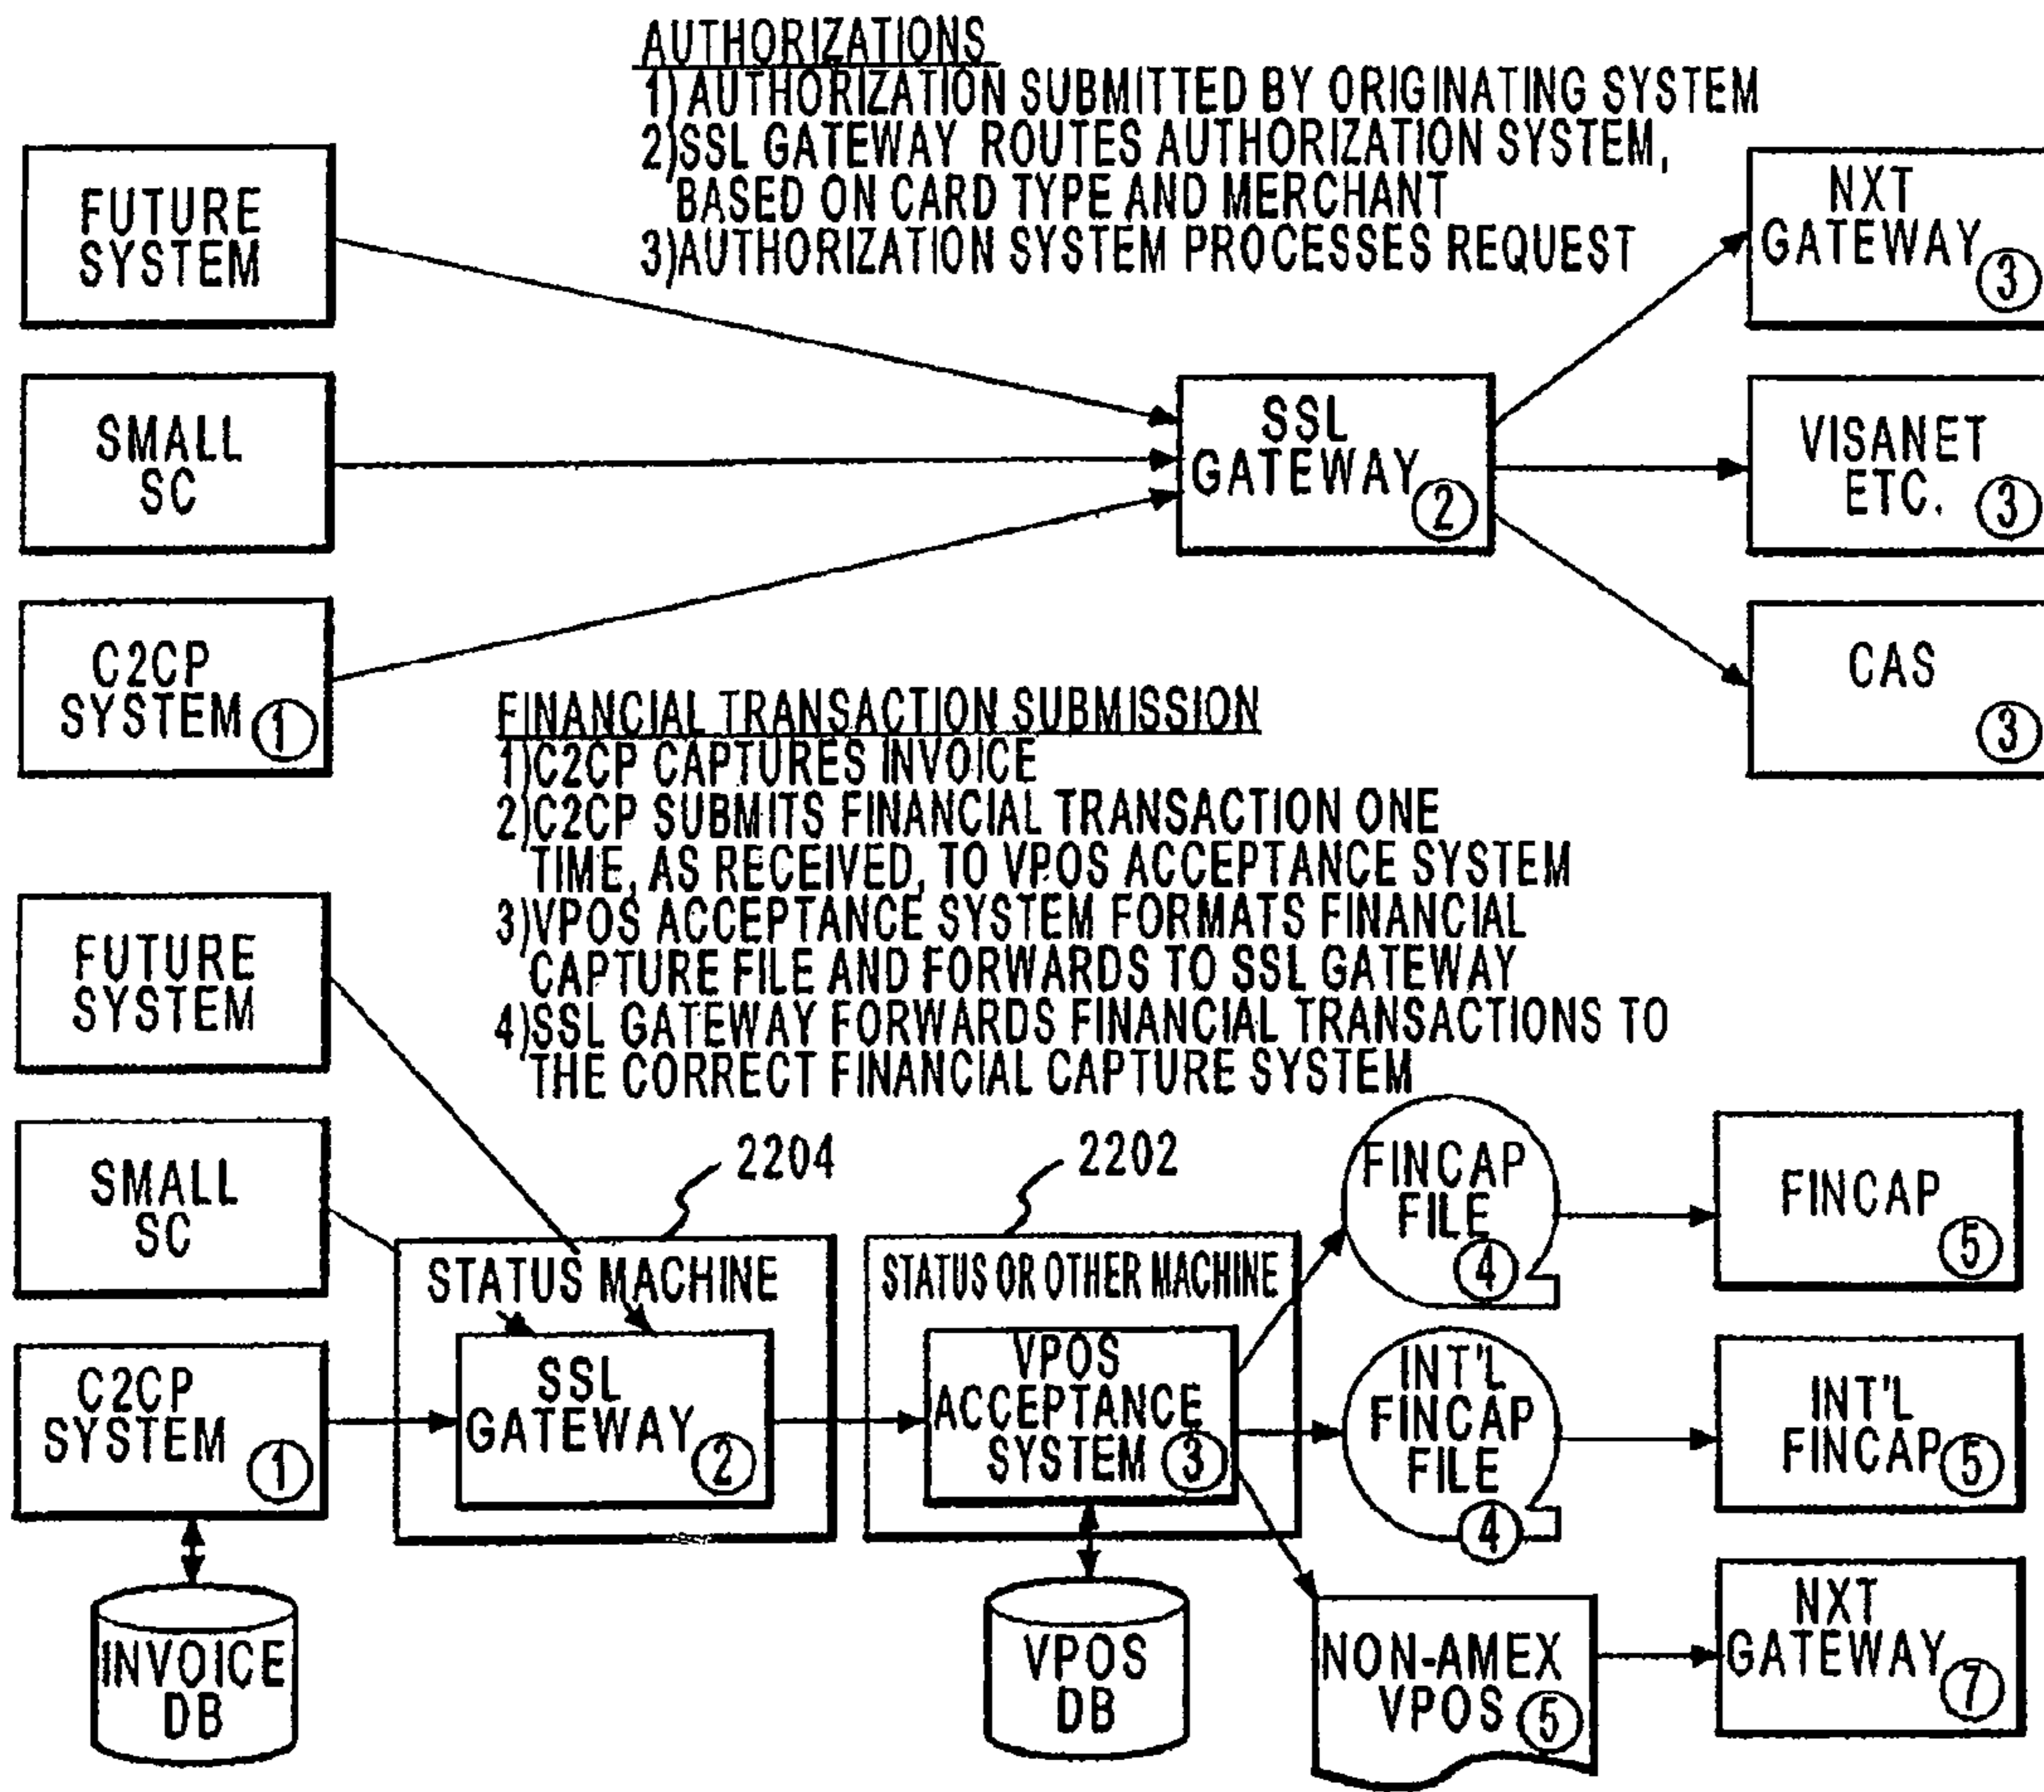 AUTHORIZATIONS
1)AUTHORIZATION SUBMITTED BY ORIGINATING SYSTEM
2)SSL GATEWAY ROUTES AUTHORIZATION SYSTEM,
BASED ON CARD TYPE AND MERCHANT
3)AUTHORIZATION SYSTEM PROCESSES REQUEST
FUTURE
SYSTEM
SMALL
SC
C2CP
SYSTEM 1
SSL
GATEWAY 2
NXT
GATEWAY 3
VISANET
ETC. 3
CAS
3
FINANCIAL TRANSACTION SUBMISSION
1)C2CP CAPTURES INVOICE
2)C2CP SUBMITS FINANCIAL TRANSACTION ONE
TIME, AS RECEIVED, TO VPOS ACCEPTANCE SYSTEM
3)VPOS ACCEPTANCE SYSTEM FORMATS FINANCIAL
CAPTURE FILE AND FORWARDS TO SSL GATEWAY
4)SSL GATEWAY FORWARDS FINANCIAL TRANSACTIONS TO
THE CORRECT FINANCIAL CAPTURE SYSTEM
FUTURE
SYSTEM
SMALL
SC
C2CP
SYSTEM 1
INVOICE
DB
2204
STATUS MACHINE
SSL
GATEWAY 2
2202
STATUS OR OTHER MACHINE
VPOS
ACCEPTANCE
SYSTEM 3
VPOS
DB
FINCAP
FILE
4
FINCAP
5
INT'L
FINCAP
FILE
4
INT'L
FINCAP 5
NON-AMEX
VPOS 5
NXT
GATEWAY 7